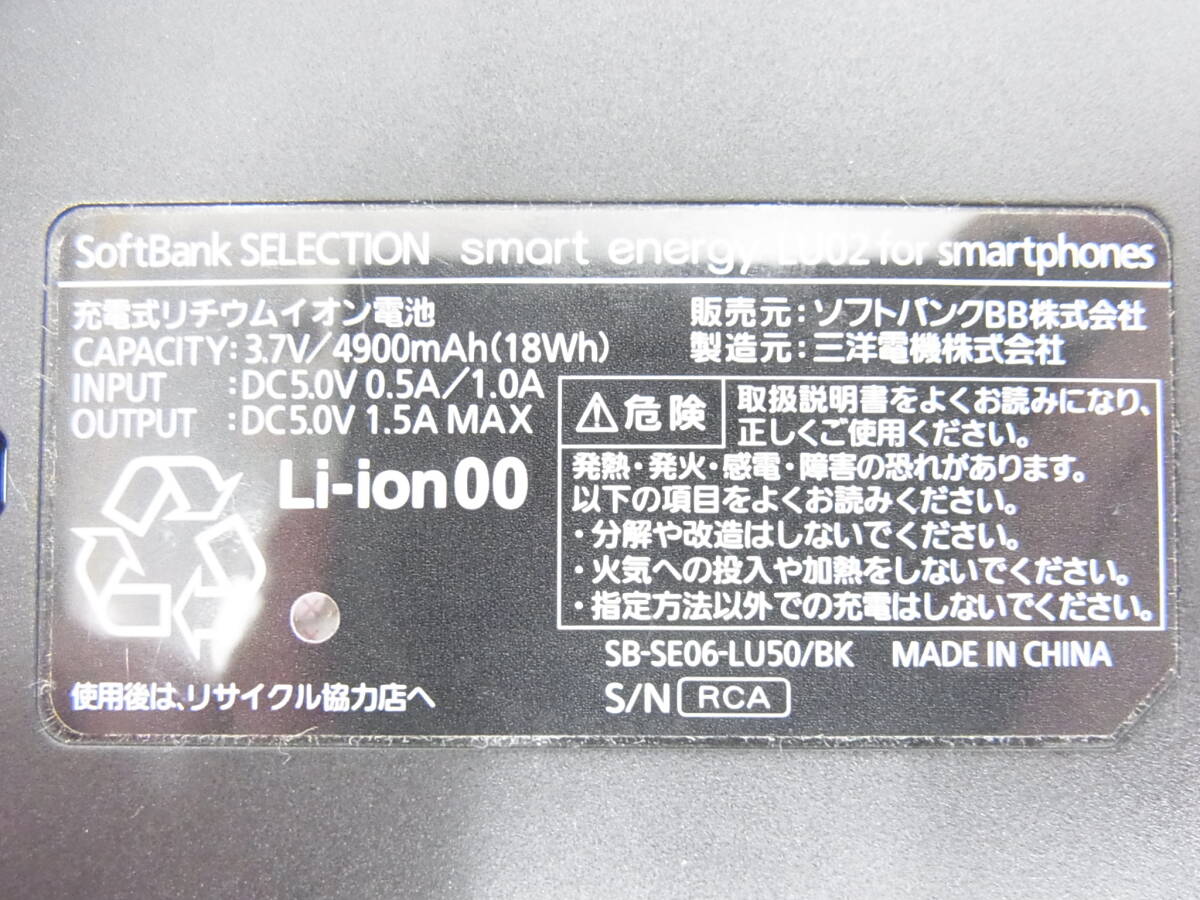 SoftBank SELECTION smart energy LU02 for smartphones
充電式リチウムイオン電池
CAPACITY: 3.7V/4900mAh(18Wh)
INPUT :DC5.0V 0.5A/1.0A
OUTPUT :DC5.0V 1.5A MAX
販売元:ソフトバンクBB株式会社
製造元:三洋電機株式会社
⚠危険
取扱説明書をよくお読みになり、
正しくご使用ください。
発熱・発火・感電・障害の恐れがあります。
以下の項目をよくお読みください。
・分解や改造はしないでください。
・火気への投入や加熱をしないでください。
・指定方法以外での充電はしないでください。
Li-ion00
使用後は、リサイクル協力店へ
SB-SE06-LU50/BK MADE IN CHINA
S/N RCA